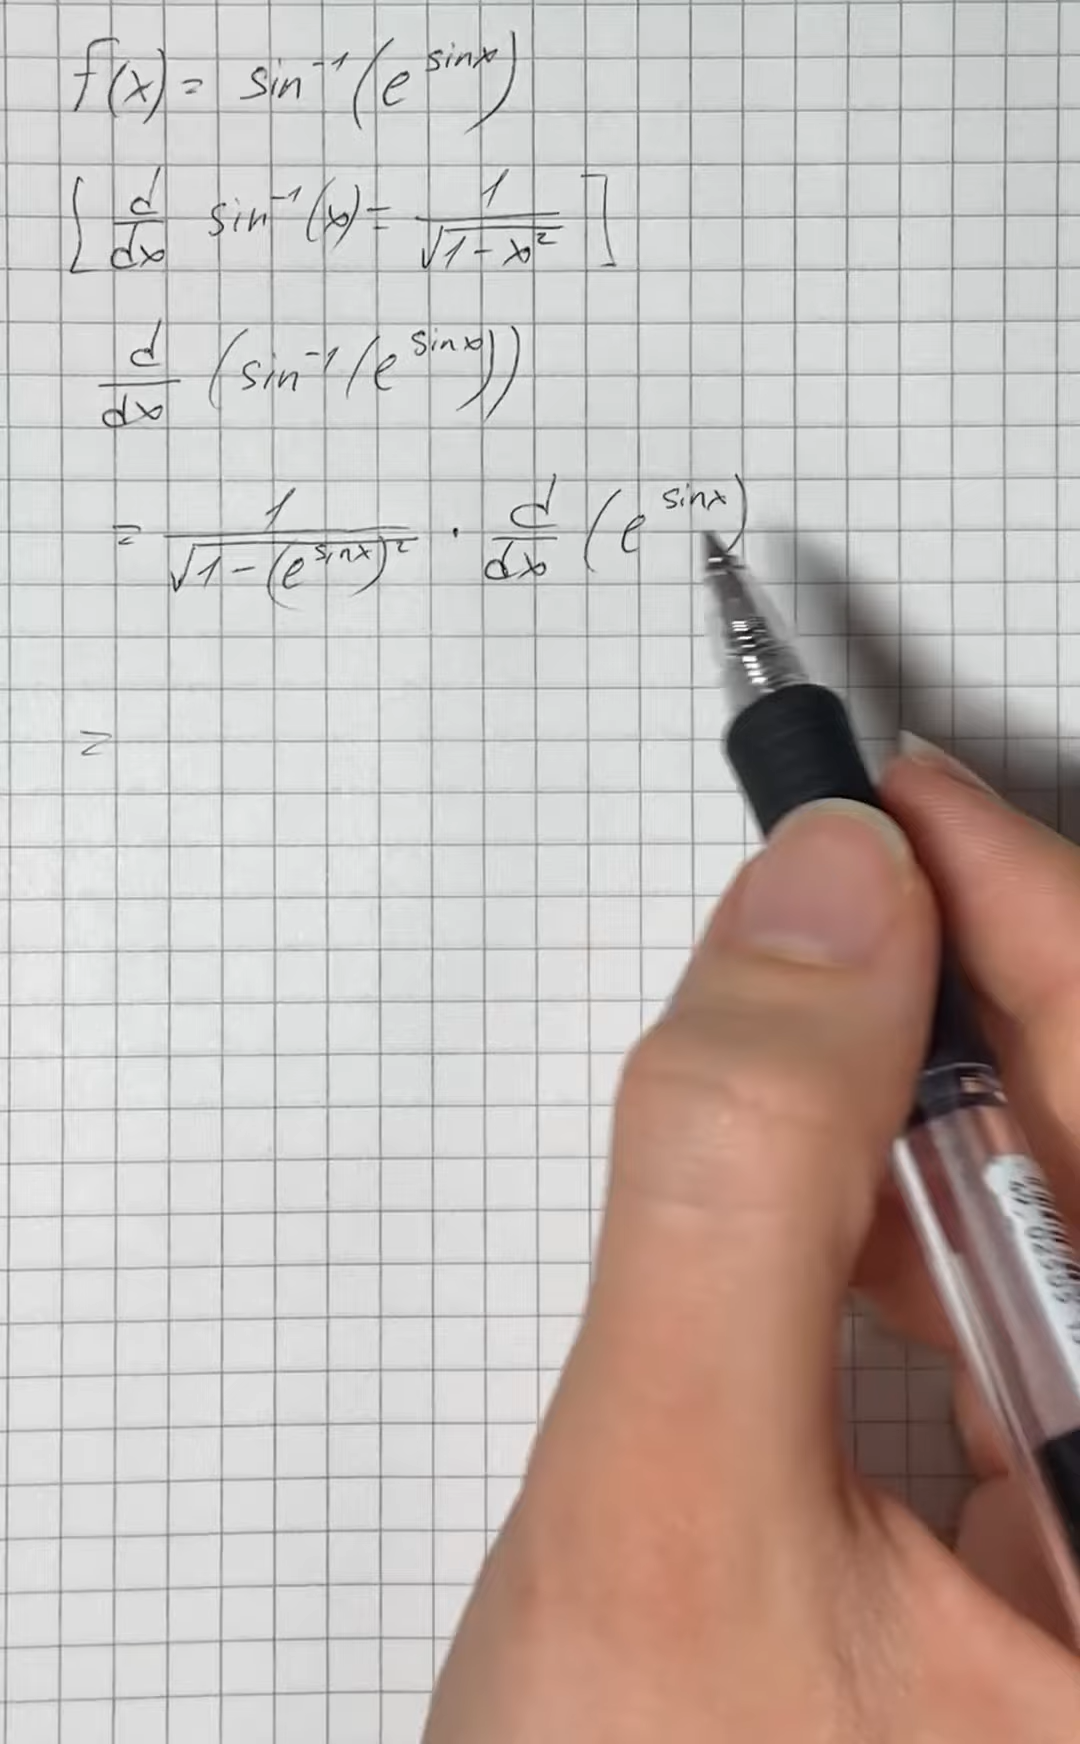 f(x) = sin⁻¹(e^sinx)
[d/dx sin⁻¹(x) = 1/√(1-x²)]
d/dx (sin⁻¹(e^sinx))
= 1/√(1-(e^sinx)²) · d/dx (e^sinx)
=